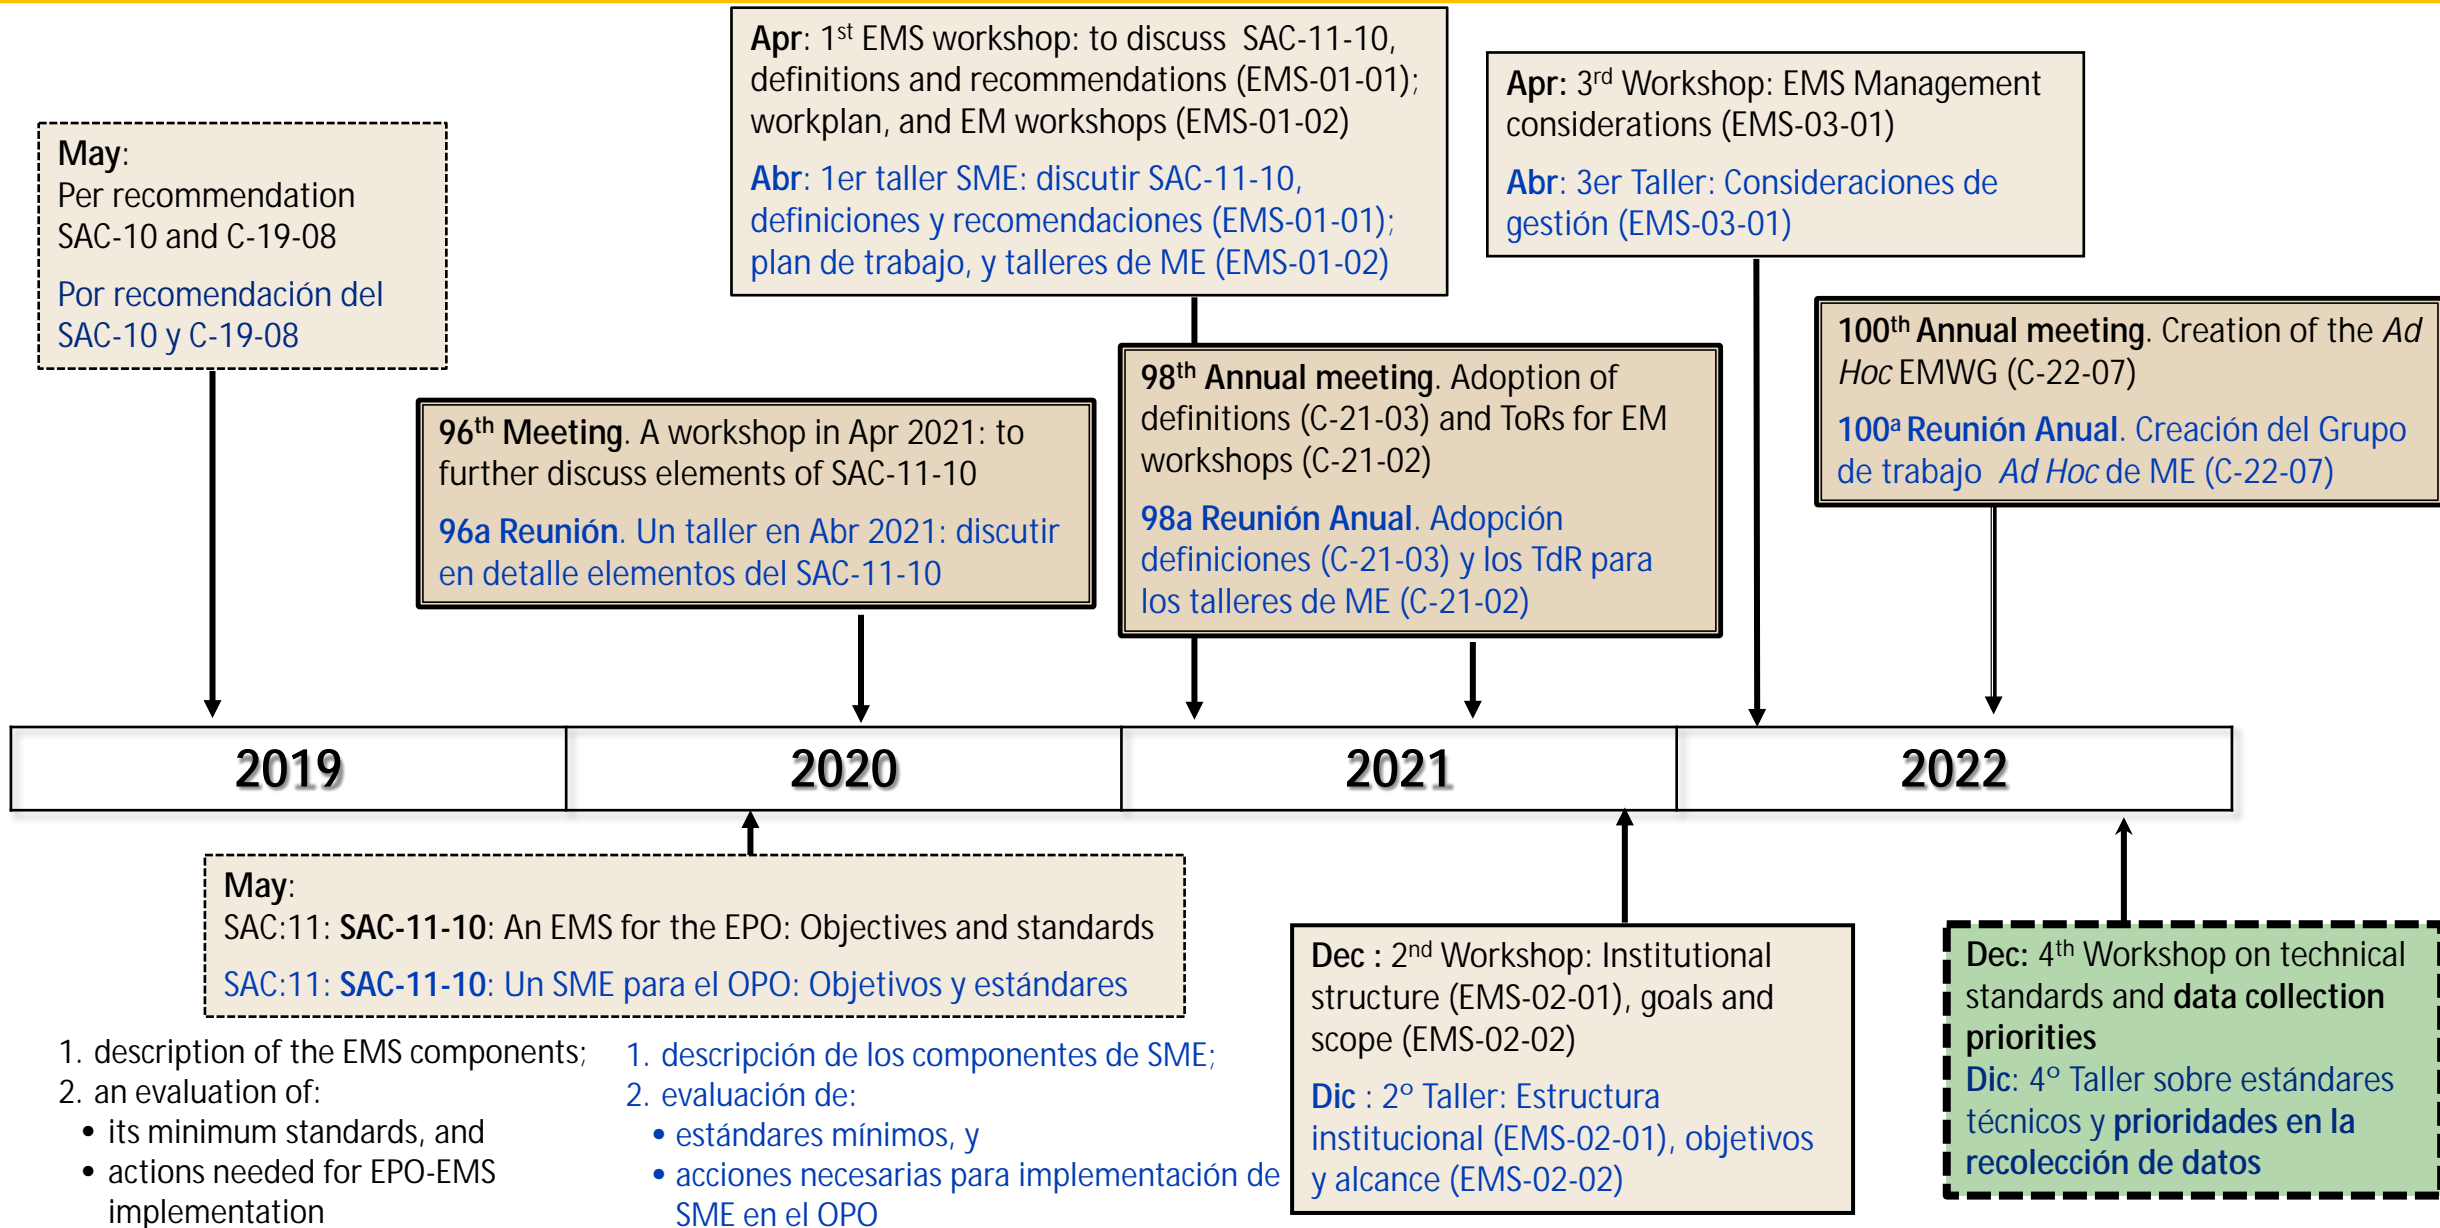 May:
Per recommendation
SAC-10 and C-19-08
Por recomendación del
SAC-10 y C-19-08
96th Meeting. A workshop in Apr 2021: to
further discuss elements of SAC-11-10
96a Reunión. Un taller en Abr 2021: discutir
en detalle elementos del SAC-11-10
Apr: 1st EMS workshop: to discuss SAC-11-10,
definitions and recommendations (EMS-01-01);
workplan, and EM workshops (EMS-01-02)
Abr: 1er taller SME: discutir SAC-11-10,
definiciones y recomendaciones (EMS-01-01);
plan de trabajo, y talleres de ME (EMS-01-02)
98th Annual meeting. Adoption of
definitions (C-21-03) and ToRs for EM
workshops (C-21-02)
98a Reunión Anual. Adopción
definiciones (C-21-03) y los TdR para
los talleres de ME (C-21-02)
Apr: 3rd Workshop: EMS Management
considerations (EMS-03-01)
Abr: 3er Taller: Consideraciones de
gestión (EMS-03-01)
100th Annual meeting. Creation of the Ad
Hoc EMWG (C-22-07)
100ª Reunión Anual. Creación del Grupo
de trabajo Ad Hoc de ME (C-22-07)
2019
2020
2021
2022
May:
SAC:11: SAC-11-10: An EMS for the EPO: Objectives and standards
SAC:11: SAC-11-10: Un SME para el OPO: Objetivos y estándares
1. description of the EMS components;
2. an evaluation of:
• its minimum standards, and
• actions needed for EPO-EMS
implementation
1. descripción de los componentes de SME;
2. evaluación de:
• estándares mínimos, y
• acciones necesarias para implementación de
SME en el OPO
Dec : 2nd Workshop: Institutional
structure (EMS-02-01), goals and
scope (EMS-02-02)
Dic : 2º Taller: Estructura
institucional (EMS-02-01), objetivos
y alcance (EMS-02-02)
Dec: 4th Workshop on technical
standards and data collection
priorities
Dic: 4º Taller sobre estándares
técnicos y prioridades en la
recolección de datos